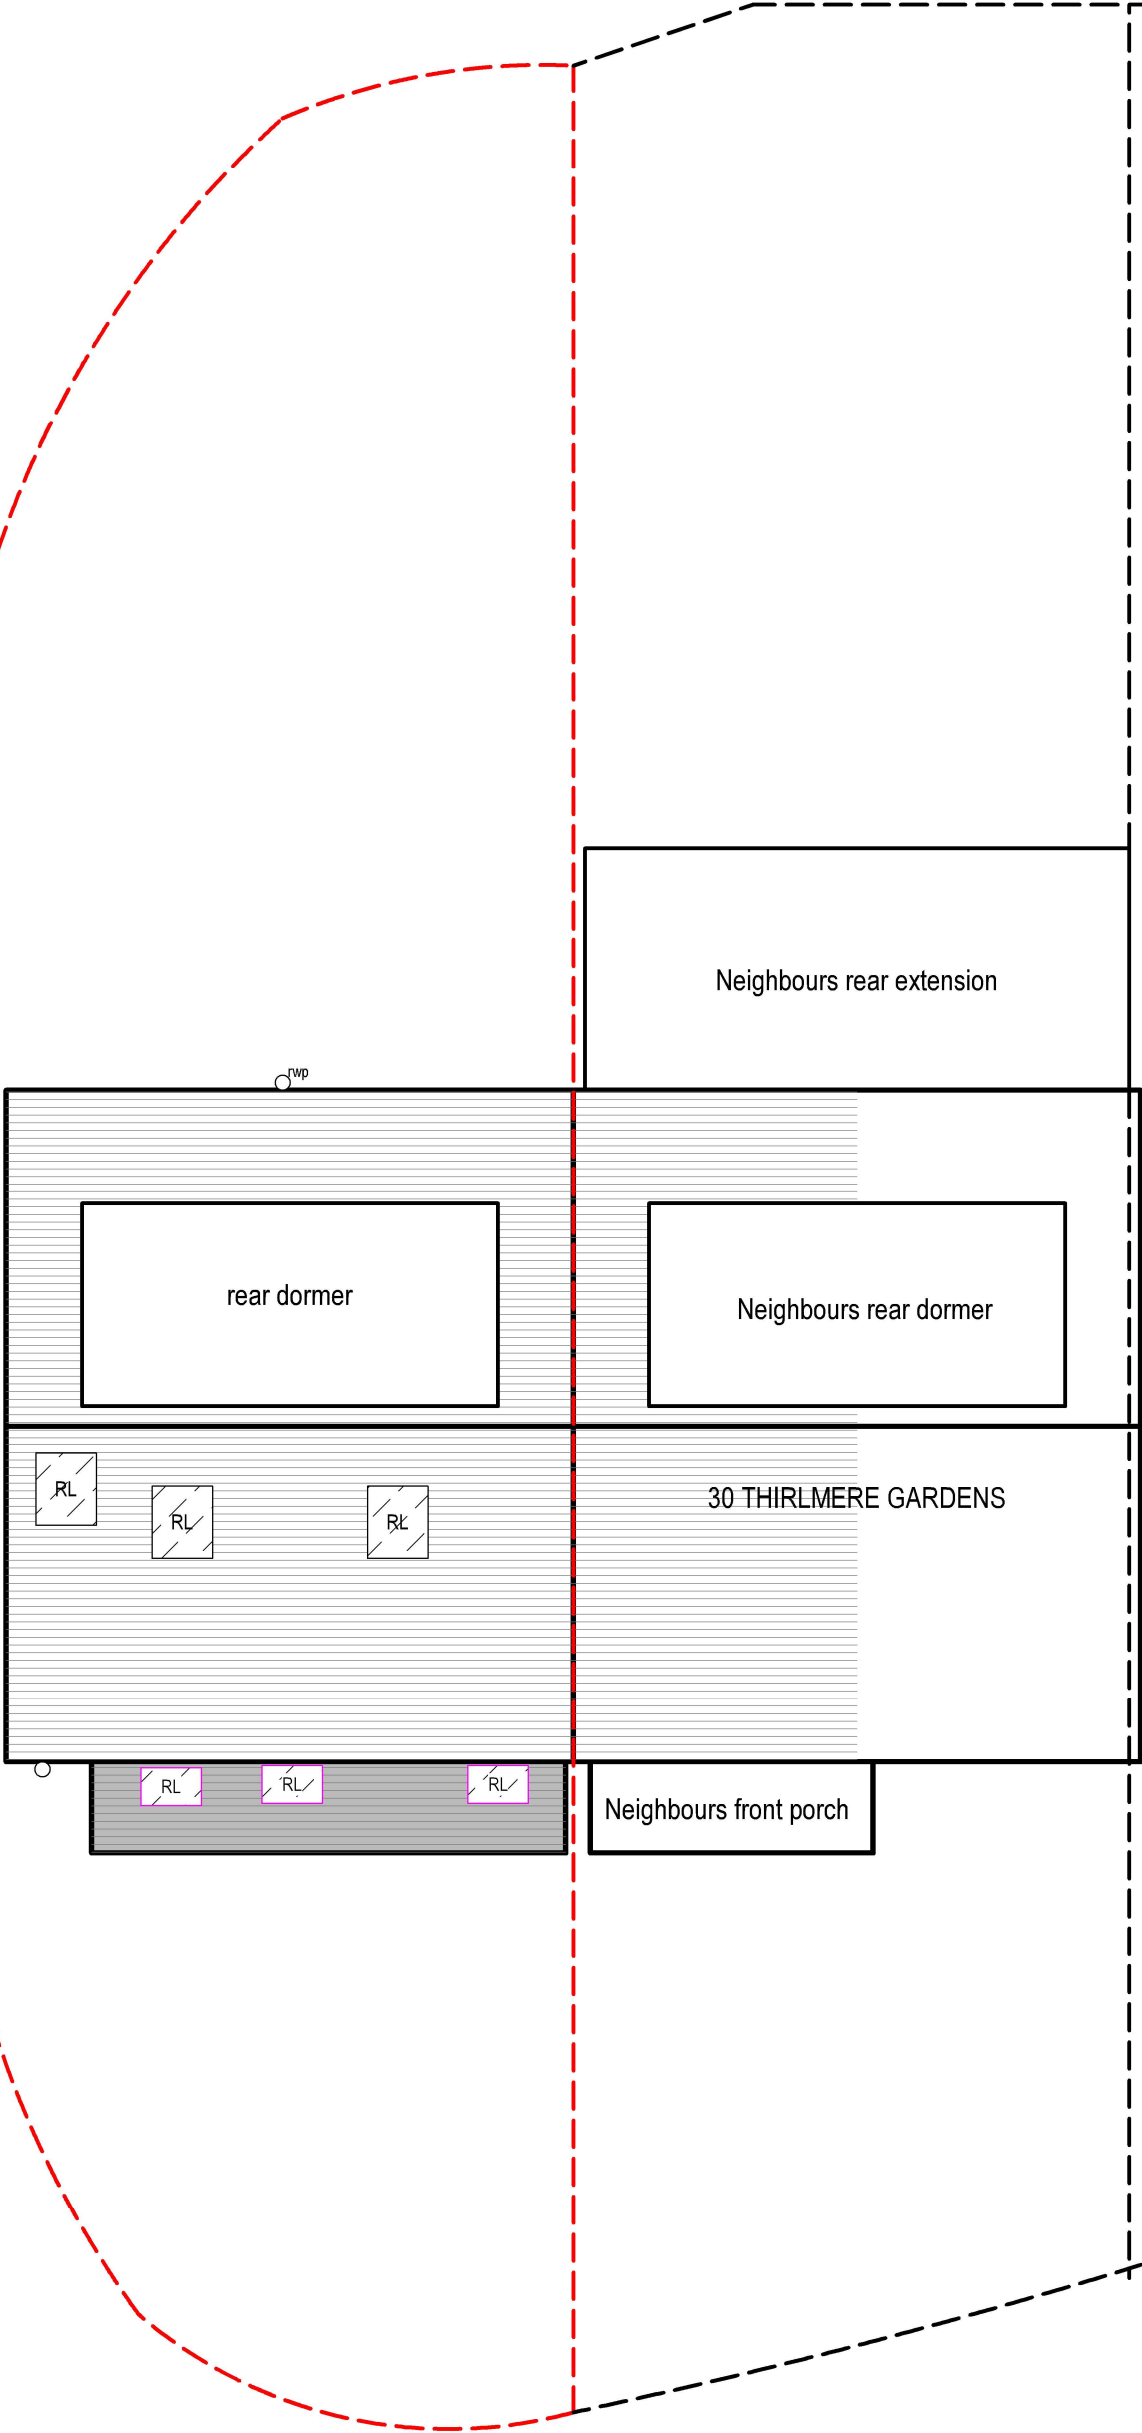 Neighbours rear extension
rwp
rear dormer
Neighbours rear dormer
RL
RL
RL
30 THIRLMERE GARDENS
RL
RL
RL
Neighbours front porch